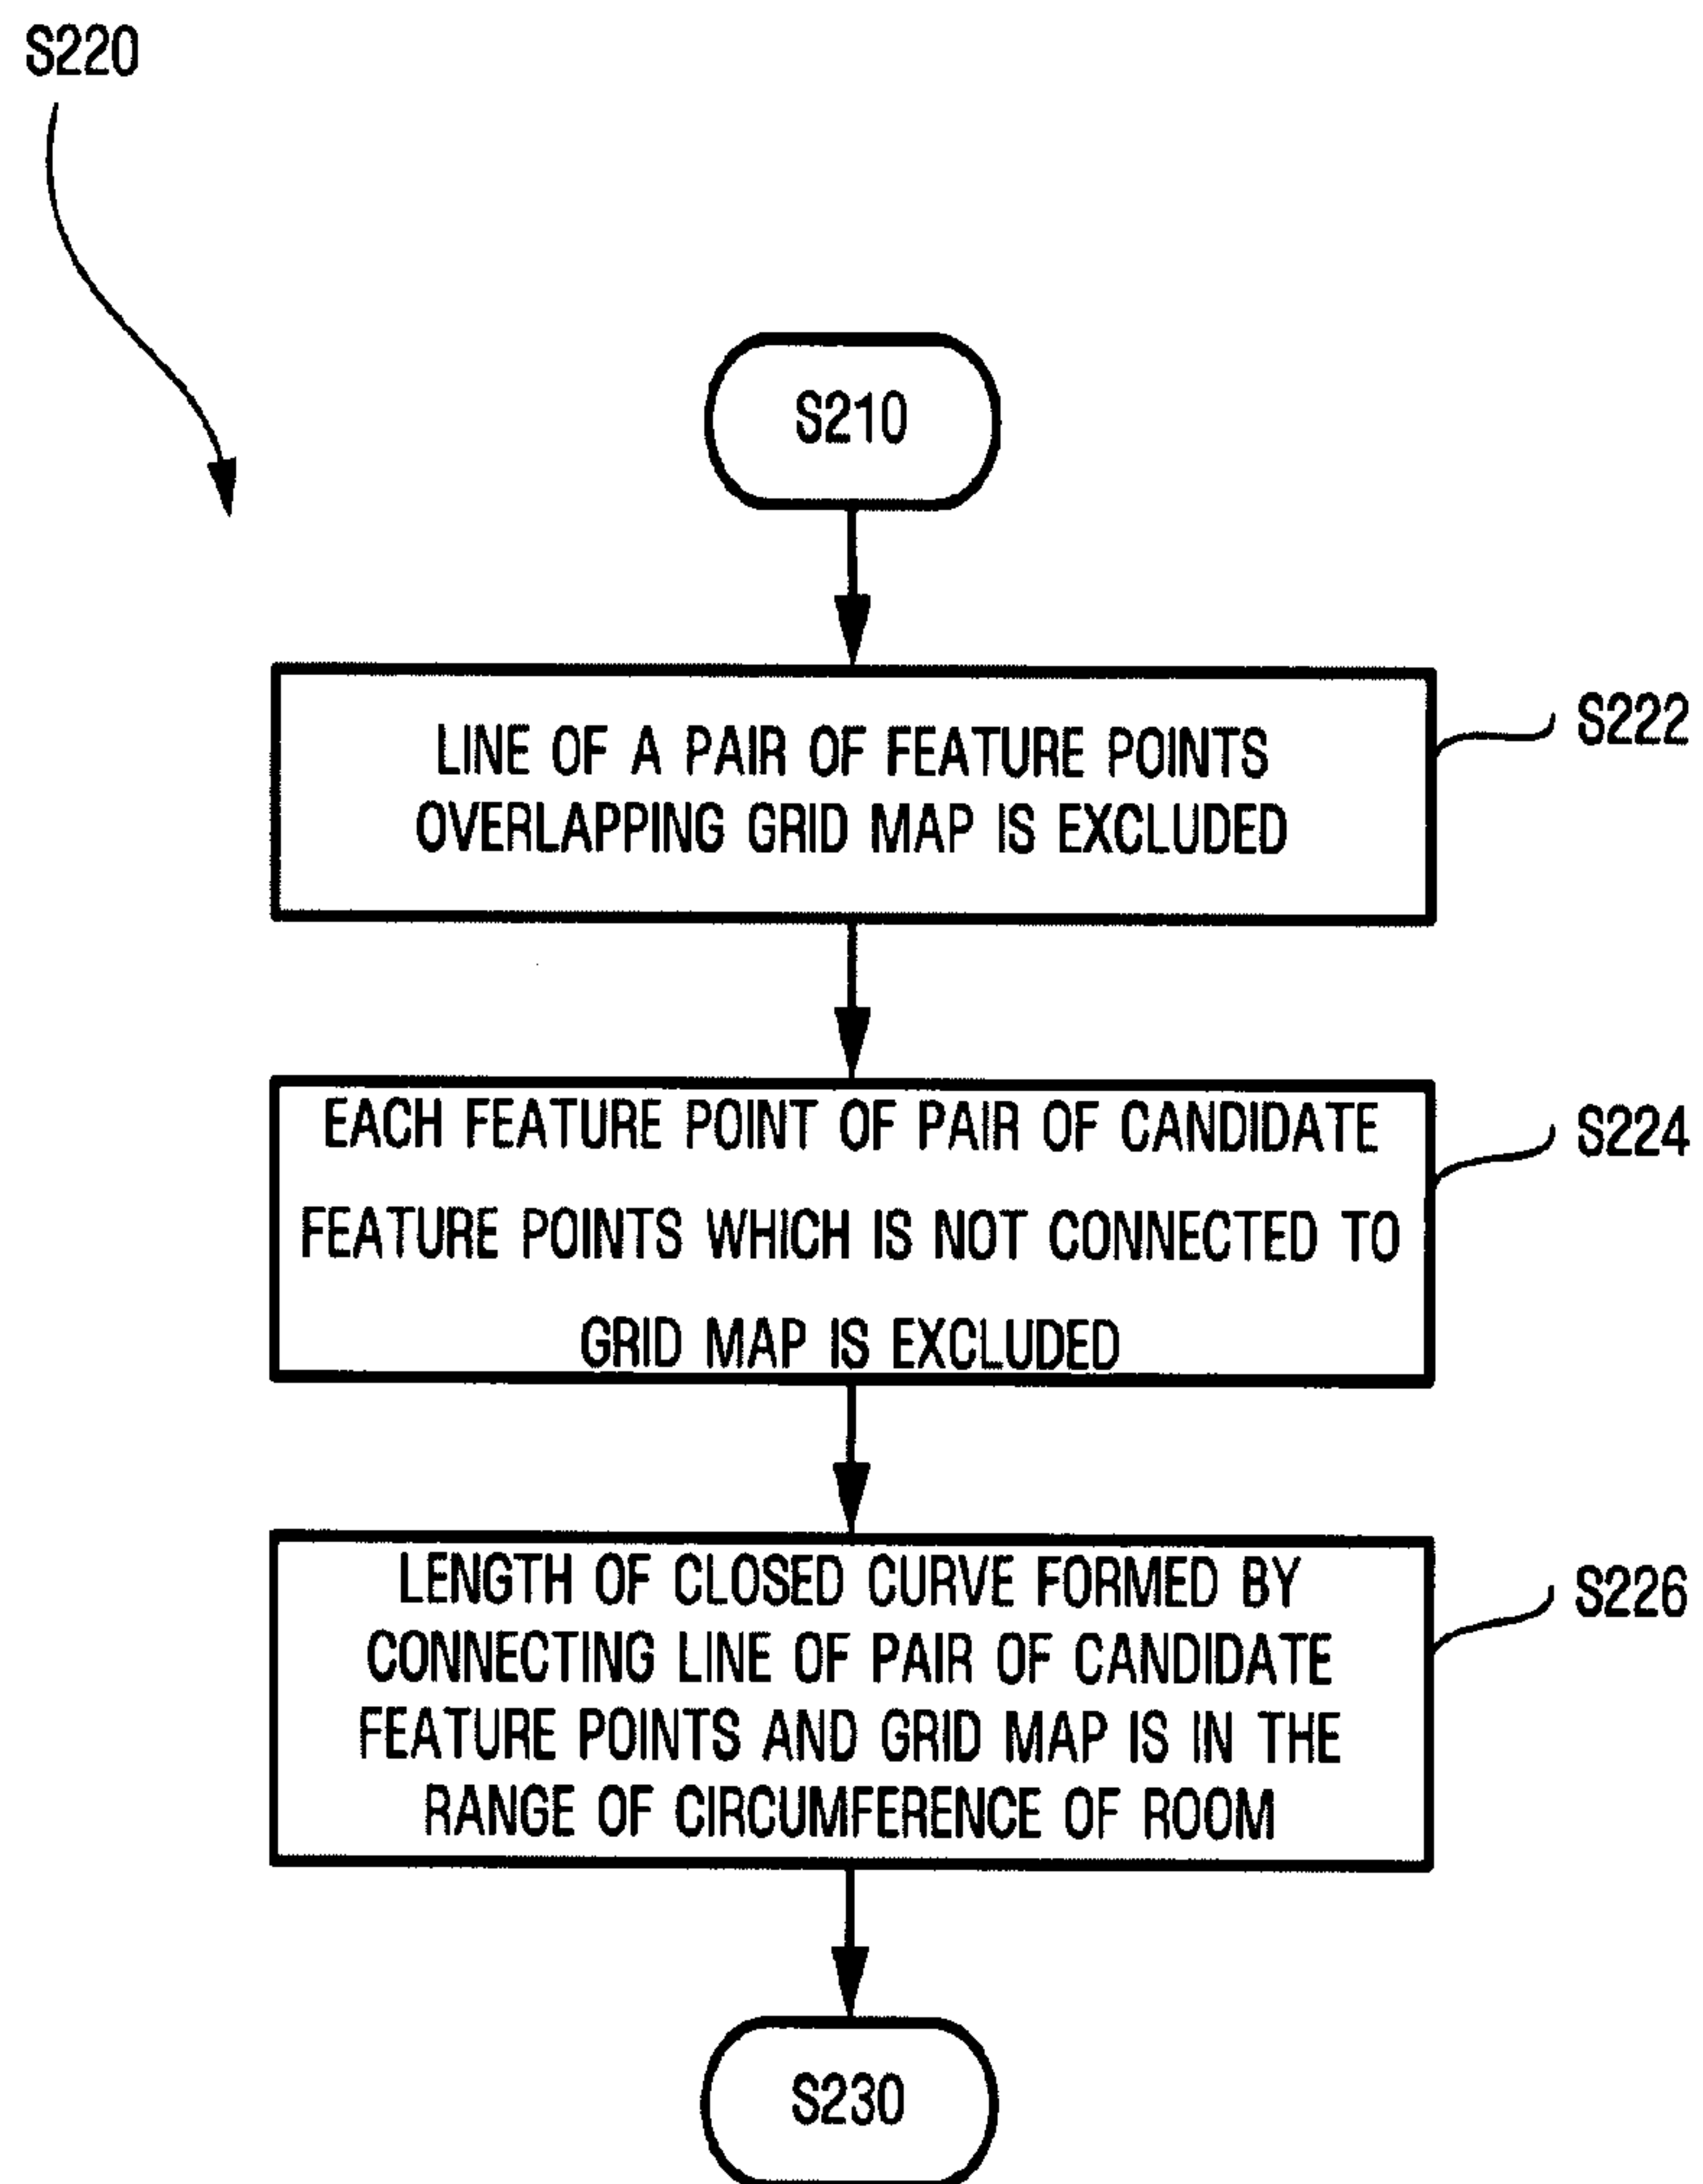 S220
S210
LINE OF A PAIR OF FEATURE POINTS
OVERLAPPING GRID MAP IS EXCLUDED
S222
EACH FEATURE POINT OF PAIR OF CANDIDATE
FEATURE POINTS WHICH IS NOT CONNECTED TO
GRID MAP IS EXCLUDED
S224
LENGTH OF CLOSED CURVE FORMED BY
CONNECTING LINE OF PAIR OF CANDIDATE
FEATURE POINTS AND GRID MAP IS IN THE
RANGE OF CIRCUMFERENCE OF ROOM
S226
S230